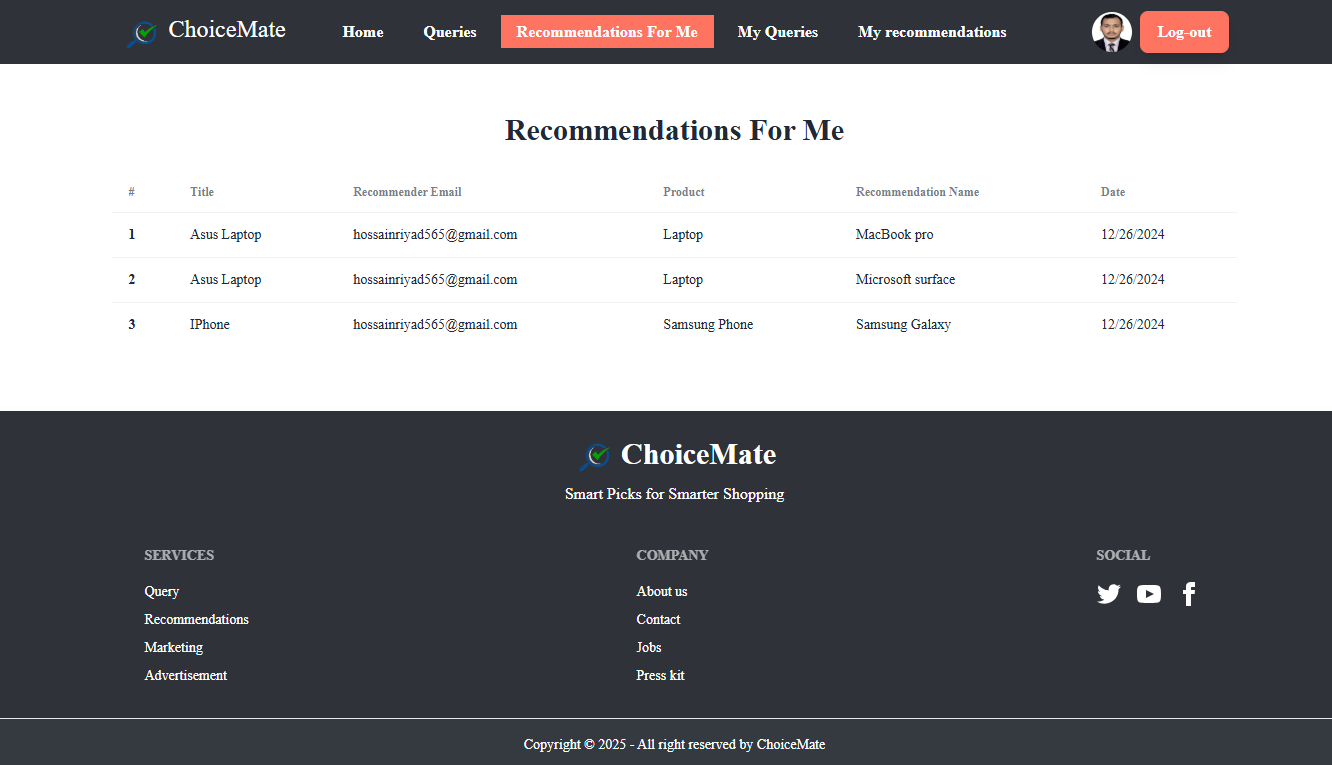 ChoiceMate Home Queries Recommendations For Me My Queries My recommendations Log-out
Recommendations For Me
# Title Recommender Email Product Recommendation Name Date
1 Asus Laptop hossainriyad565@gmail.com Laptop MacBook pro 12/26/2024
2 Asus Laptop hossainriyad565@gmail.com Laptop Microsoft surface 12/26/2024
3 IPhone hossainriyad565@gmail.com Samsung Phone Samsung Galaxy 12/26/2024
ChoiceMate
Smart Picks for Smarter Shopping
SERVICES COMPANY SOCIAL
Query About us
Recommendations Contact
Marketing Jobs
Advertisement Press kit
Copyright © 2025 - All right reserved by ChoiceMate